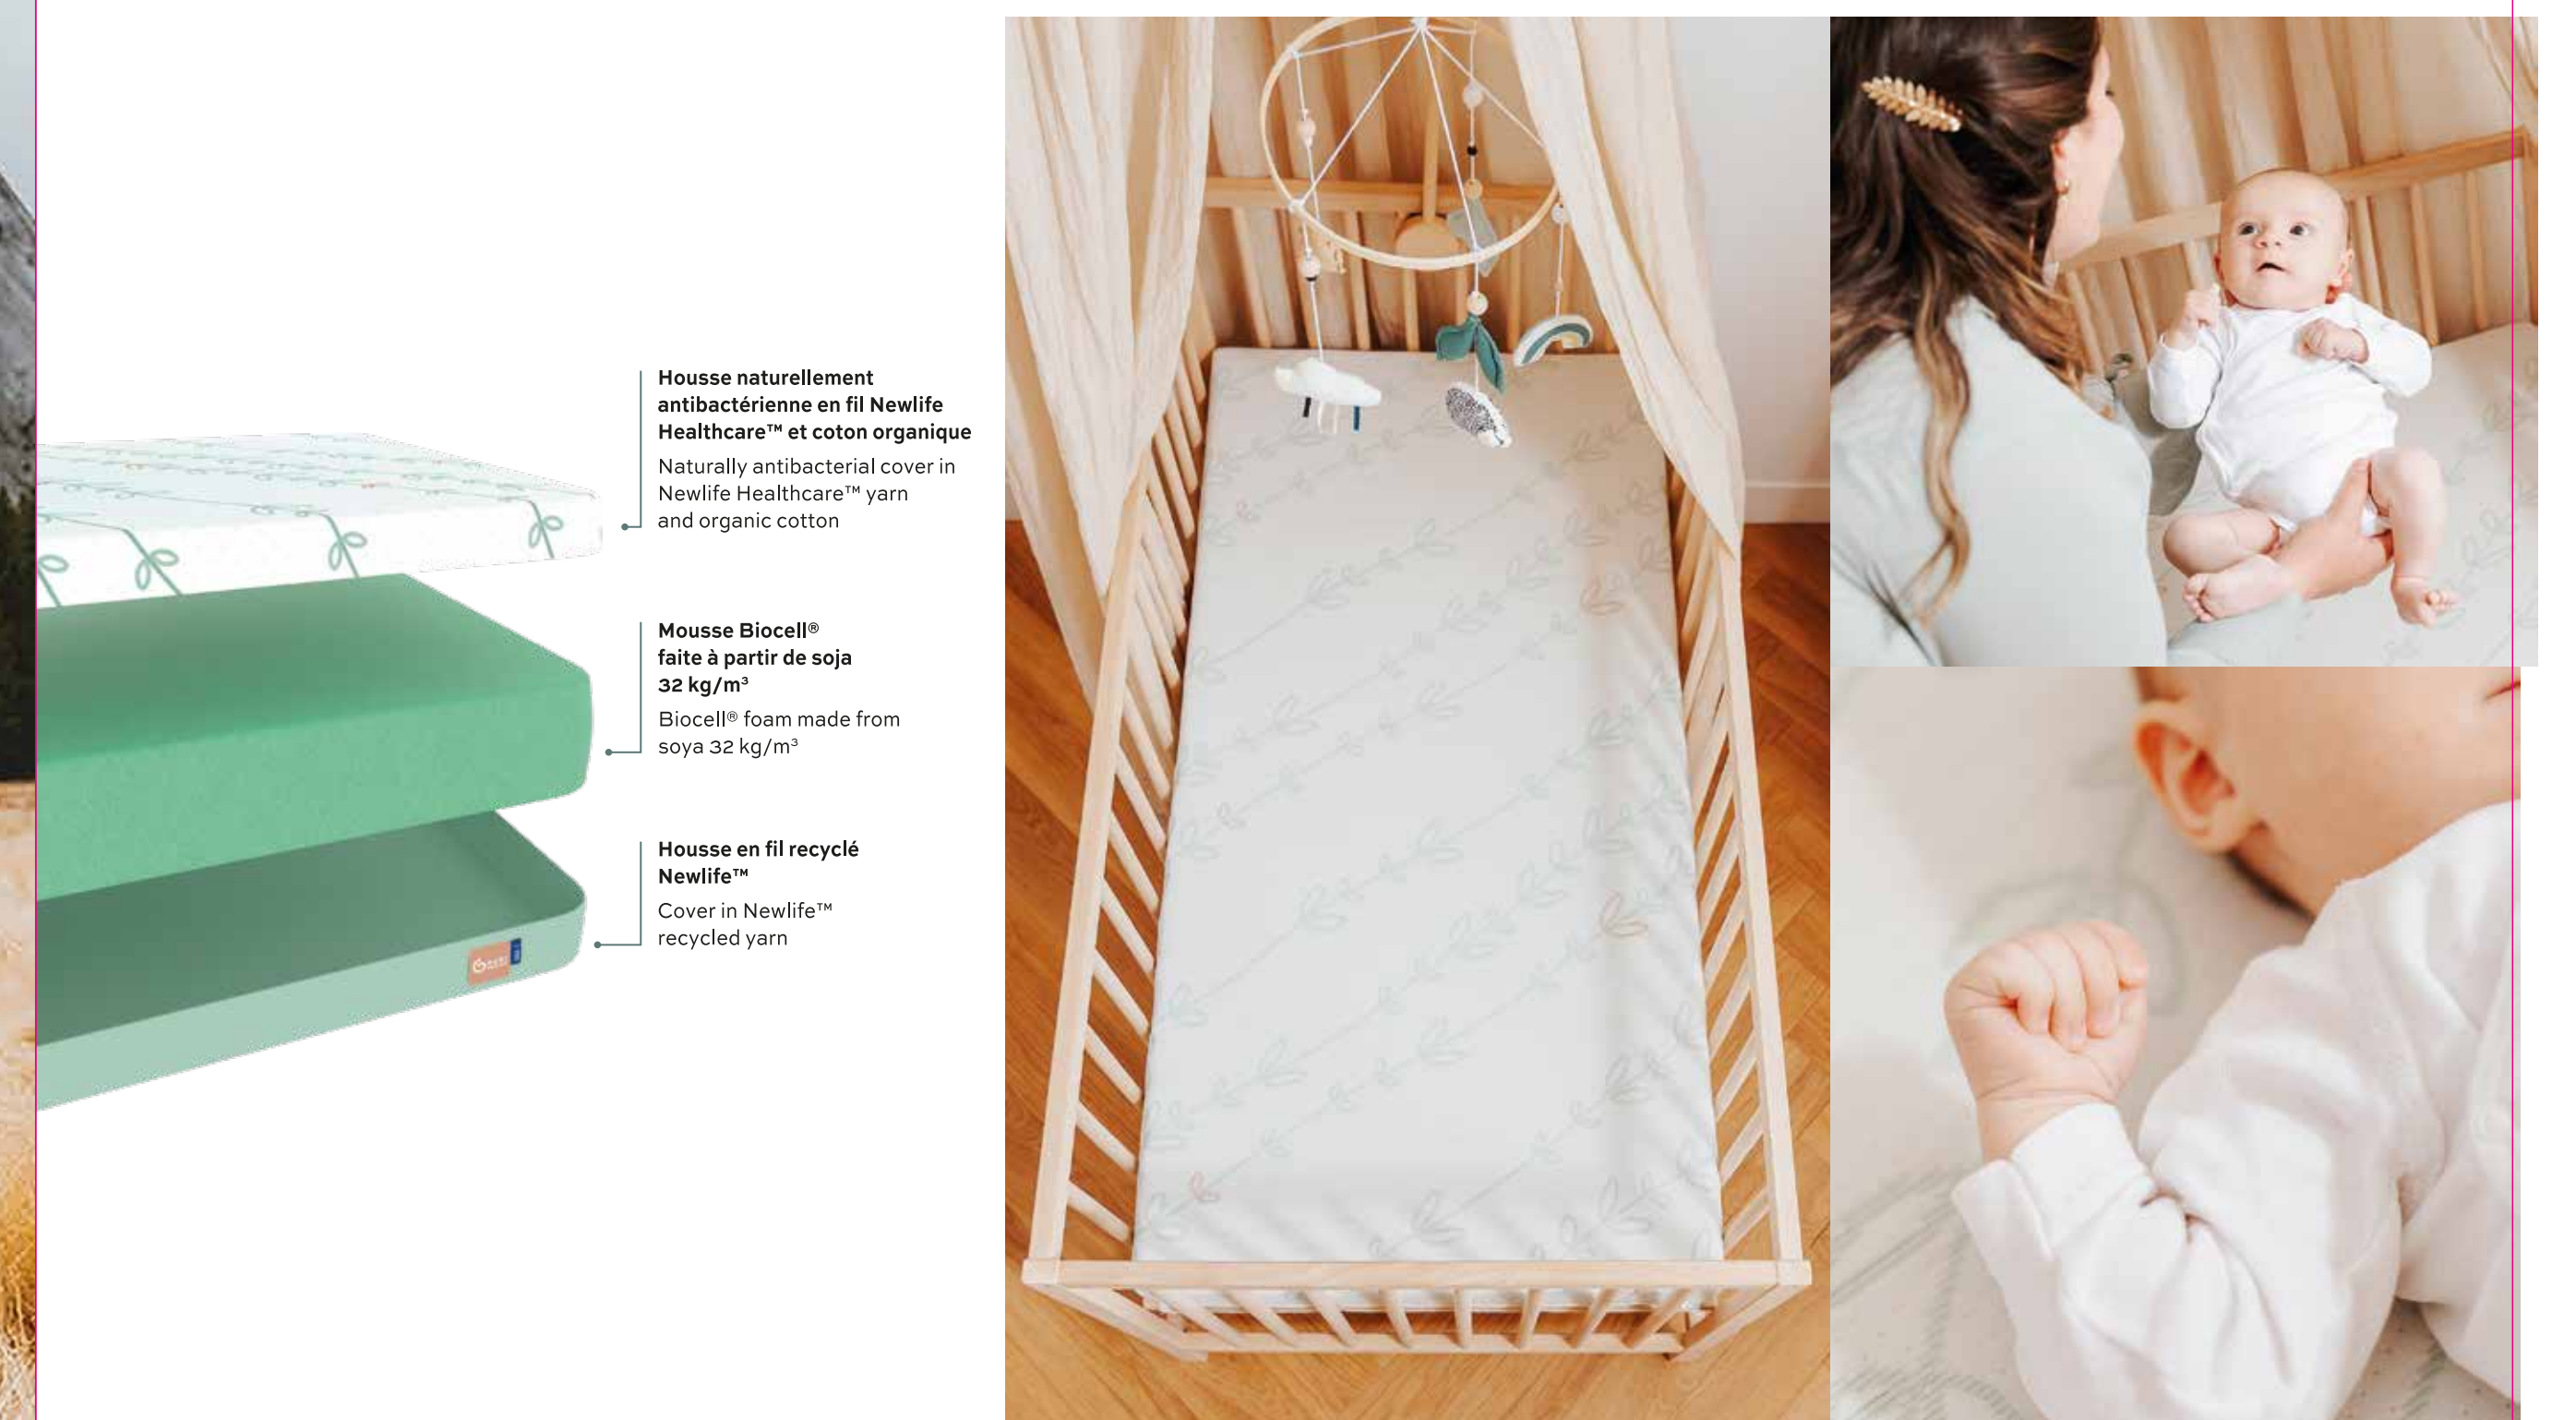 Housse naturellement
antibactérienne en fil Newlife
Healthcare™ et coton organique
Naturally antibacterial cover in
Newlife Healthcare™ yarn
and organic cotton
Mousse Biocell®
faite à partir de soja
32 kg/m³
Biocell® foam made from
soya 32 kg/m³
Housse en fil recyclé
Newlife™
Cover in Newlife™
recycled yarn